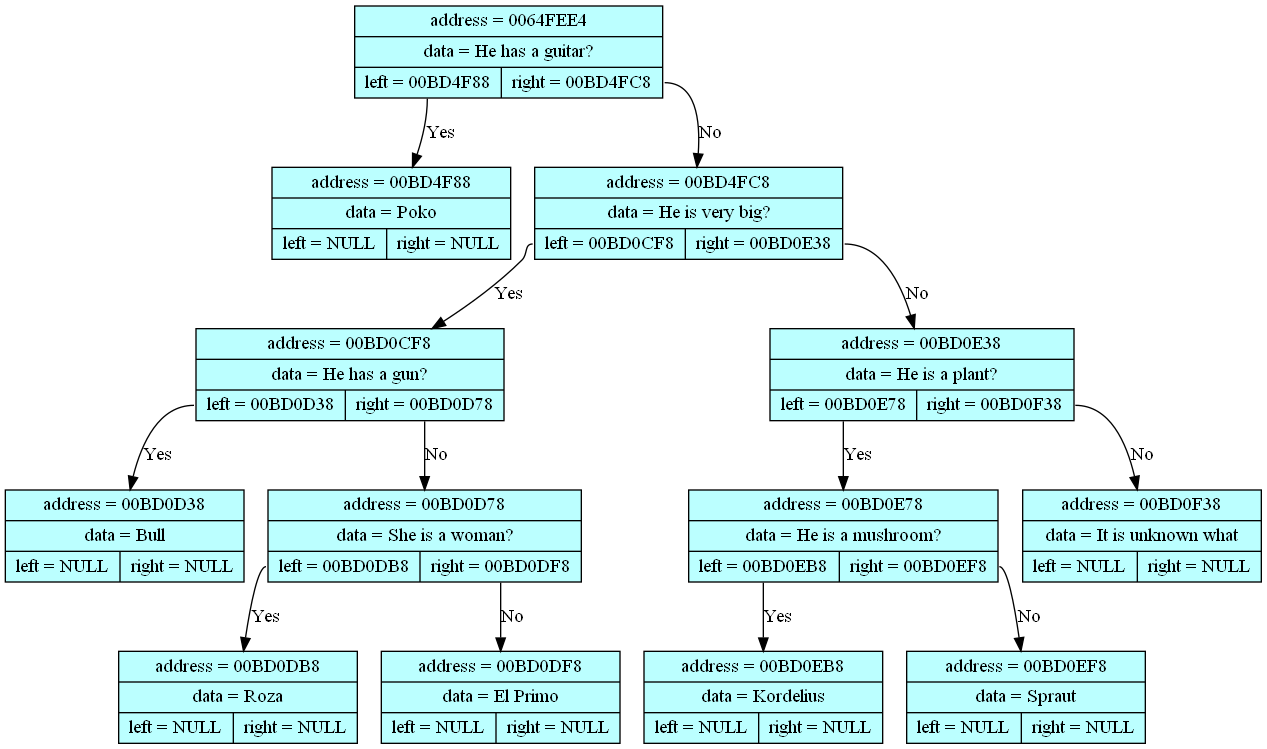 address = 0064FEE4
data = He has a guitar?
left = 00BD4F88 right = 00BD4FC8
Yes
No
address = 00BD4F88
data = Poko
left = NULL right = NULL
address = 00BD4FC8
data = He is very big?
left = 00BD0CF8 right = 00BD0E38
Yes
No
address = 00BD0CF8
data = He has a gun?
left = 00BD0D38 right = 00BD0D78
address = 00BD0E38
data = He is a plant?
left = 00BD0E78 right = 00BD0F38
Yes
No
Yes
No
address = 00BD0D38
data = Bull
left = NULL right = NULL
address = 00BD0D78
data = She is a woman?
left = 00BD0DB8 right = 00BD0DF8
address = 00BD0E78
data = He is a mushroom?
left = 00BD0EB8 right = 00BD0EF8
address = 00BD0F38
data = It is unknown what
left = NULL right = NULL
Yes
No
Yes
No
address = 00BD0DB8
data = Roza
left = NULL right = NULL
address = 00BD0DF8
data = El Primo
left = NULL right = NULL
address = 00BD0EB8
data = Kordelius
left = NULL right = NULL
address = 00BD0EF8
data = Spraut
left = NULL right = NULL